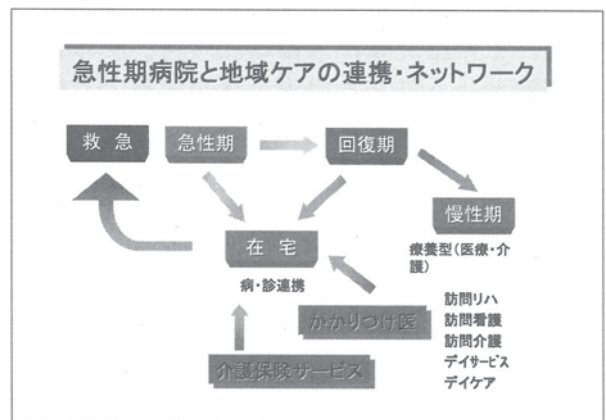 急性期病院と地域ケアの連携・ネットワーク
救 急
急性期
回復期
慢性期
在 宅
療養型(医療・介
護)
病・診連携
かかりつけ医
訪問リハ
訪問看護
訪問介護
デイサービス
デイケア
介護保険サービス